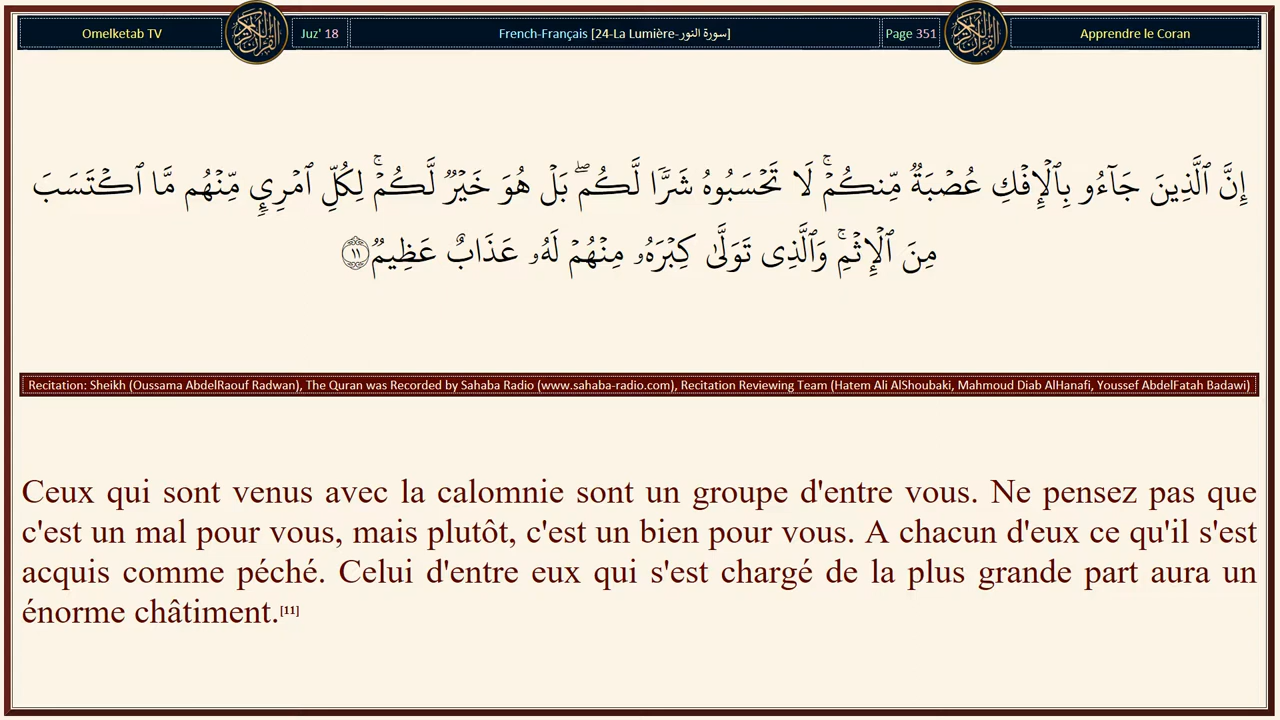 Omelketab TV
Juz' 18
French-Français [24-La Lumière-سورة النور]
Page 351
Apprendre le Coran
إِنَّ ٱلَّذِينَ جَآءُو بِٱلۡإِفۡكِ عُصۡبَةٌ مِّنكُمۡۚ لَا تَحۡسَبُوهُ شَرًّا لَّكُمۖ بَلۡ هُوَ خَيۡرٌ لَّكُمۡۚ لِكُلِّ ٱمۡرِيٕٖ مِّنۡهُم مَّا ٱكۡتَسَبَ
مِنَ ٱلۡإِثۡمِۚ وَٱلَّذِى تَوَلَّىٰ كِبۡرَهُۥ مِنۡهُمۡ لَهُۥ عَذَابٌ عَظِيمٌ ١١
Recitation: Sheikh (Oussama AbdelRaouf Radwan), The Quran was Recorded by Sahaba Radio (www.sahaba-radio.com), Recitation Reviewing Team (Hatem Ali AlShoubaki, Mahmoud Diab AlHanafi, Youssef AbdelFatah Badawi)
Ceux qui sont venus avec la calomnie sont un groupe d'entre vous. Ne pensez pas que
c'est un mal pour vous, mais plutôt, c'est un bien pour vous. A chacun d'eux ce qu'il s'est
acquis comme péché. Celui d'entre eux qui s'est chargé de la plus grande part aura un
énorme châtiment.[11]